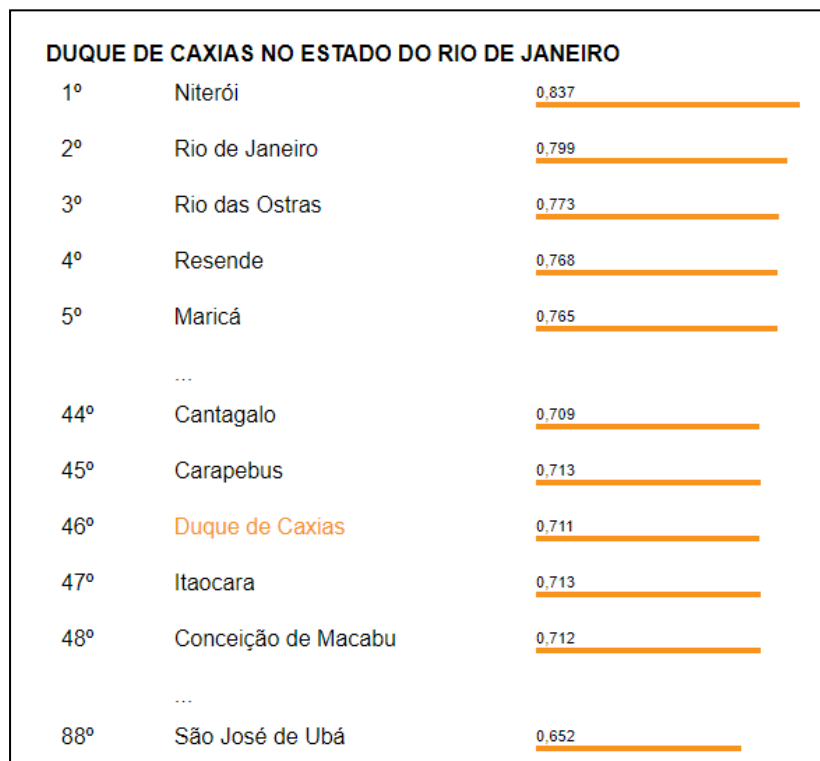 DUQUE DE CAXIAS NO ESTADO DO RIO DE JANEIRO
1º Niterói 0,837
2º Rio de Janeiro 0,799
3º Rio das Ostras 0,773
4º Resende 0,768
5º Maricá 0,765
...
44º Cantagalo 0,709
45º Carapebus 0,713
46º Duque de Caxias 0,711
47º Itaocara 0,713
48º Conceição de Macabu 0,712
...
88º São José de Ubá 0,652